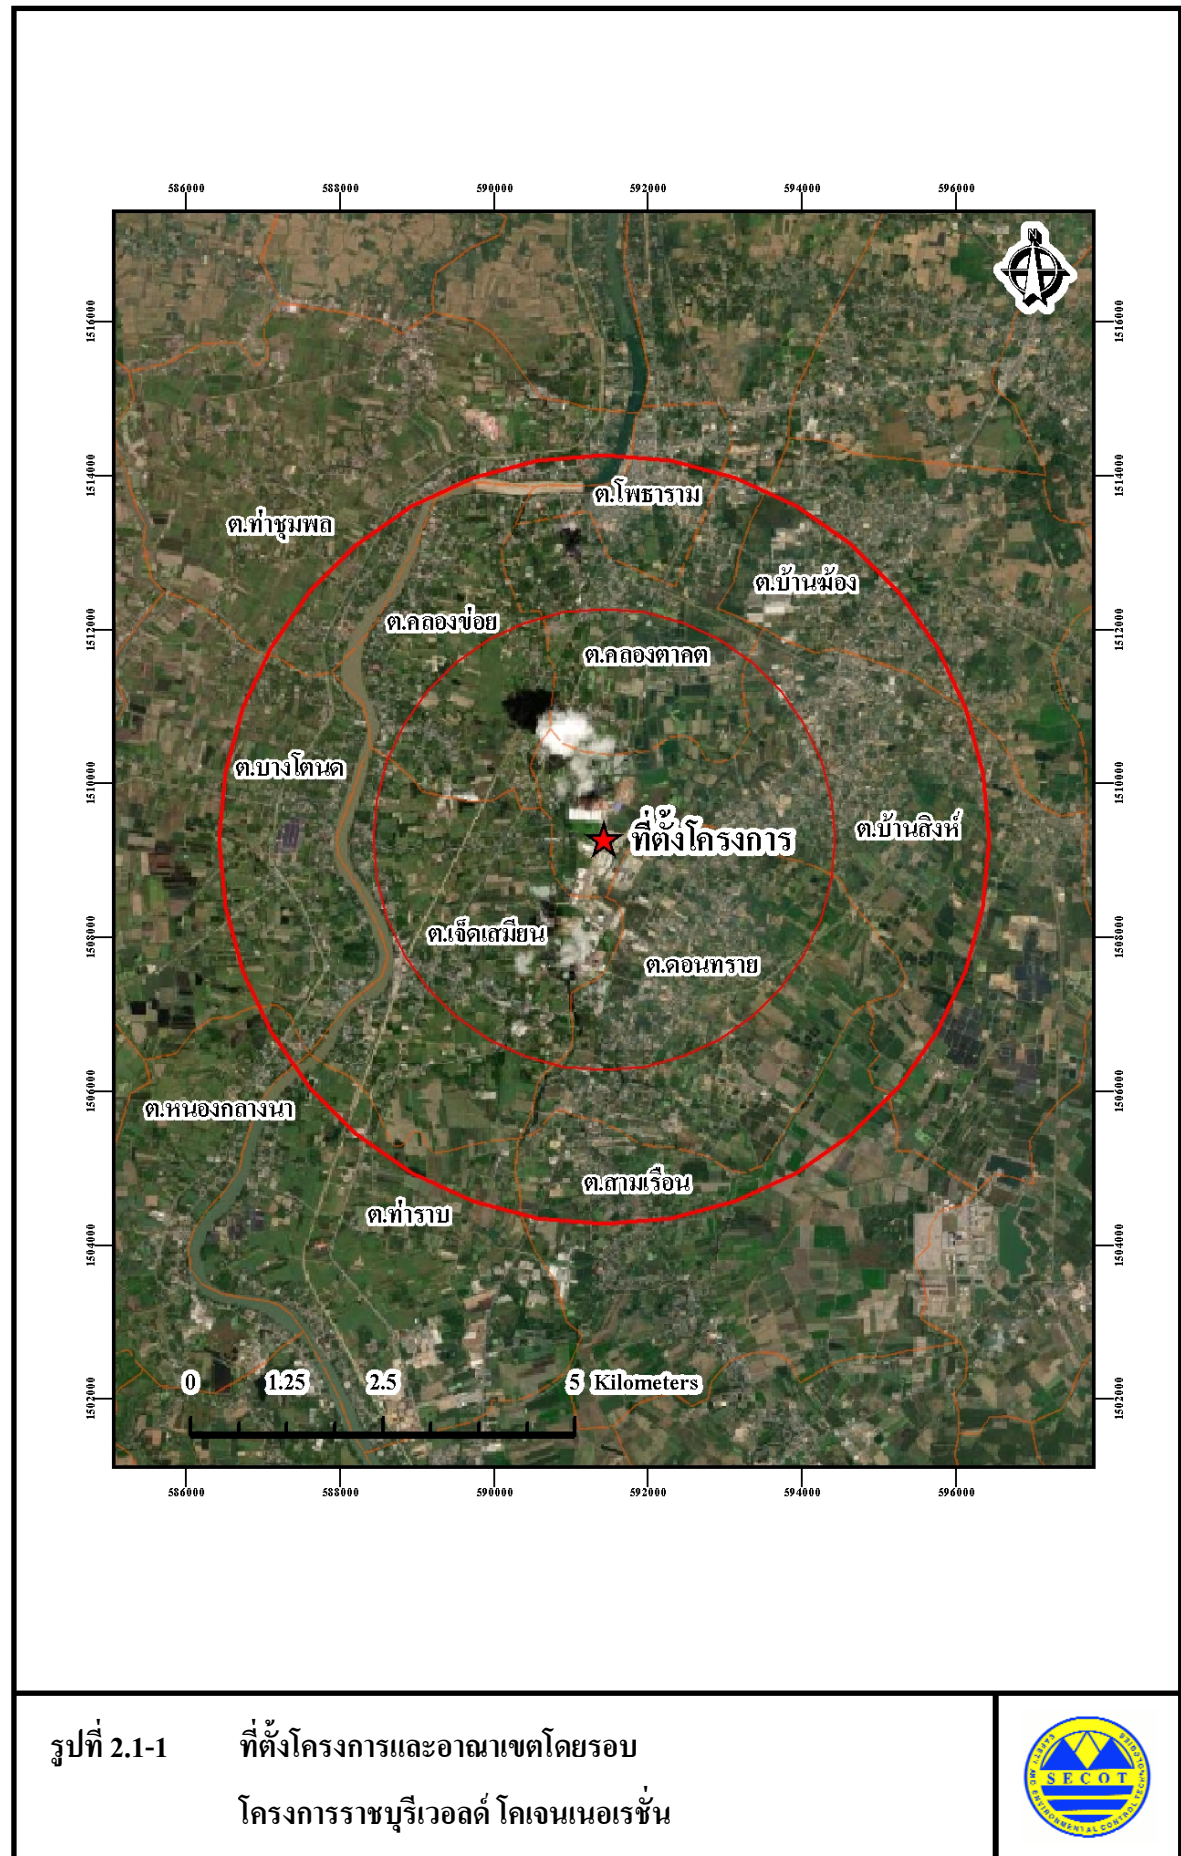 586000 588000 590000 592000 594000 596000
N
1516000 1516000
1514000 1514000
ต.โพธาราม
ต.ท่าชุมพล
ต.บ้านฆ้อง
ต.คลองข่อย
1512000 1512000
ต.คลองตาคต
ต.บางโตนด
1510000 1510000
ต.บ้านสิงห์
ที่ตั้งโครงการ
ต.เจ็ดเสมียน
1508000 1508000
ต.ดอนทราย
1506000 1506000
ต.หนองกลางนา
ต.สามเรือน
ต.ท่าราบ
1504000 1504000
0 1.25 2.5 5 Kilometers
1502000 1502000
586000 588000 590000 592000 594000 596000
รูปที่ 2.1-1 ที่ตั้งโครงการและอาณาเขตโดยรอบ
โครงการราชบุรีเวอลด์ โคเจนเนอเรชั่น
SECOT
SAFETY AND ENVIRONMENTAL CONTROL TECHNOLOGIES